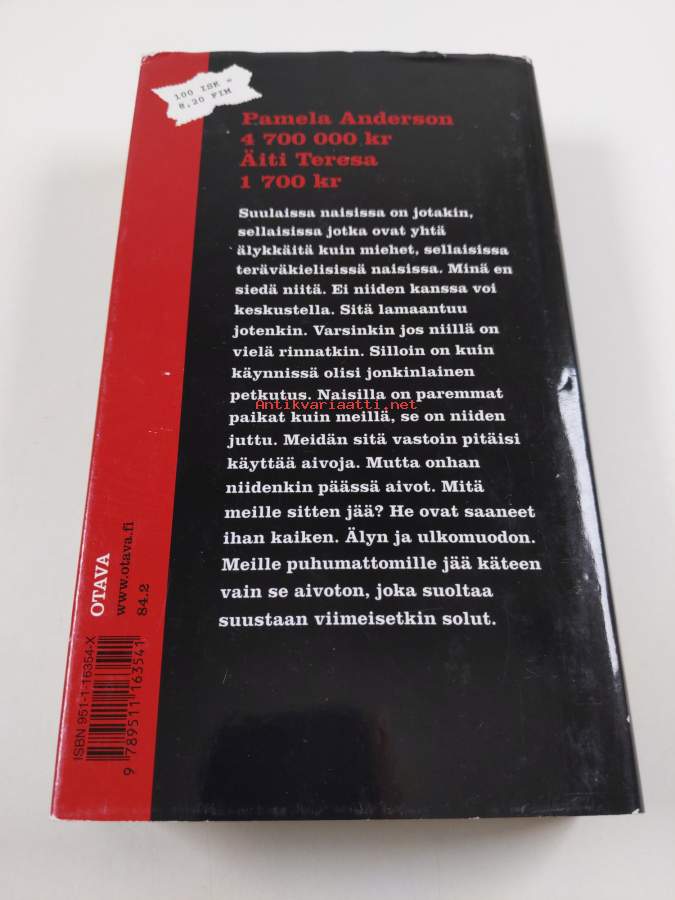 100 ISK =
8,20 FIM
Pamela Anderson
4 700 000 kr
Äiti Teresa
1 700 kr
Suulaissa naisissa on jotakin,
sellaisissa jotka ovat yhtä
älykkäitä kuin miehet, sellaisissa
teräväkielisissä naisissa. Minä en
siedä niitä. Ei niiden kanssa voi
keskustella. Sitä lamaantuu
jotenkin. Varsinkin jos niillä on
vielä rinnatkin. Silloin on kuin
käynnissä olisi jonkinlainen
petkutus. Naisilla on paremmat
Antikvariaatti.net
paikat kuin meillä, se on niiden
juttu. Meidän sitä vastoin pitäisi
käyttää aivoja. Mutta onhan
niidenkin päässä aivot. Mitä
meille sitten jää? He ovat saaneet
ihan kaiken. Älyn ja ulkomuodon.
Meille puhumattomille jää käteen
vain se aivoton, joka suoltaa
suustaan viimeisetkin solut.
OTAVA
www.otava.fi
84.2
ISBN 951-1-16354-X
9 789511 163541